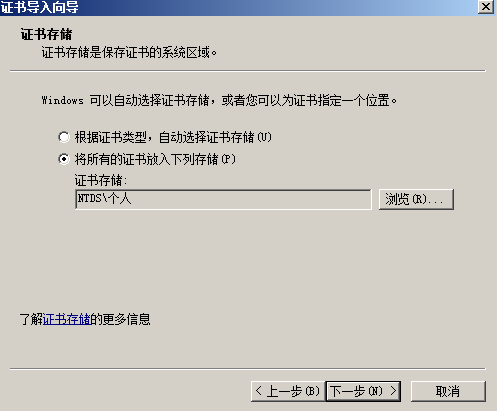 证书导入向导
证书存储
证书存储是保存证书的系统区域。
Windows 可以自动选择证书存储，或者您可以为证书指定一个位置。
根据证书类型，自动选择证书存储(U)
将所有的证书放入下列存储(P)
证书存储:
NTDS\个人
浏览(R)...
了解证书存储的更多信息
< 上一步(B) 下一步(N) > 取消